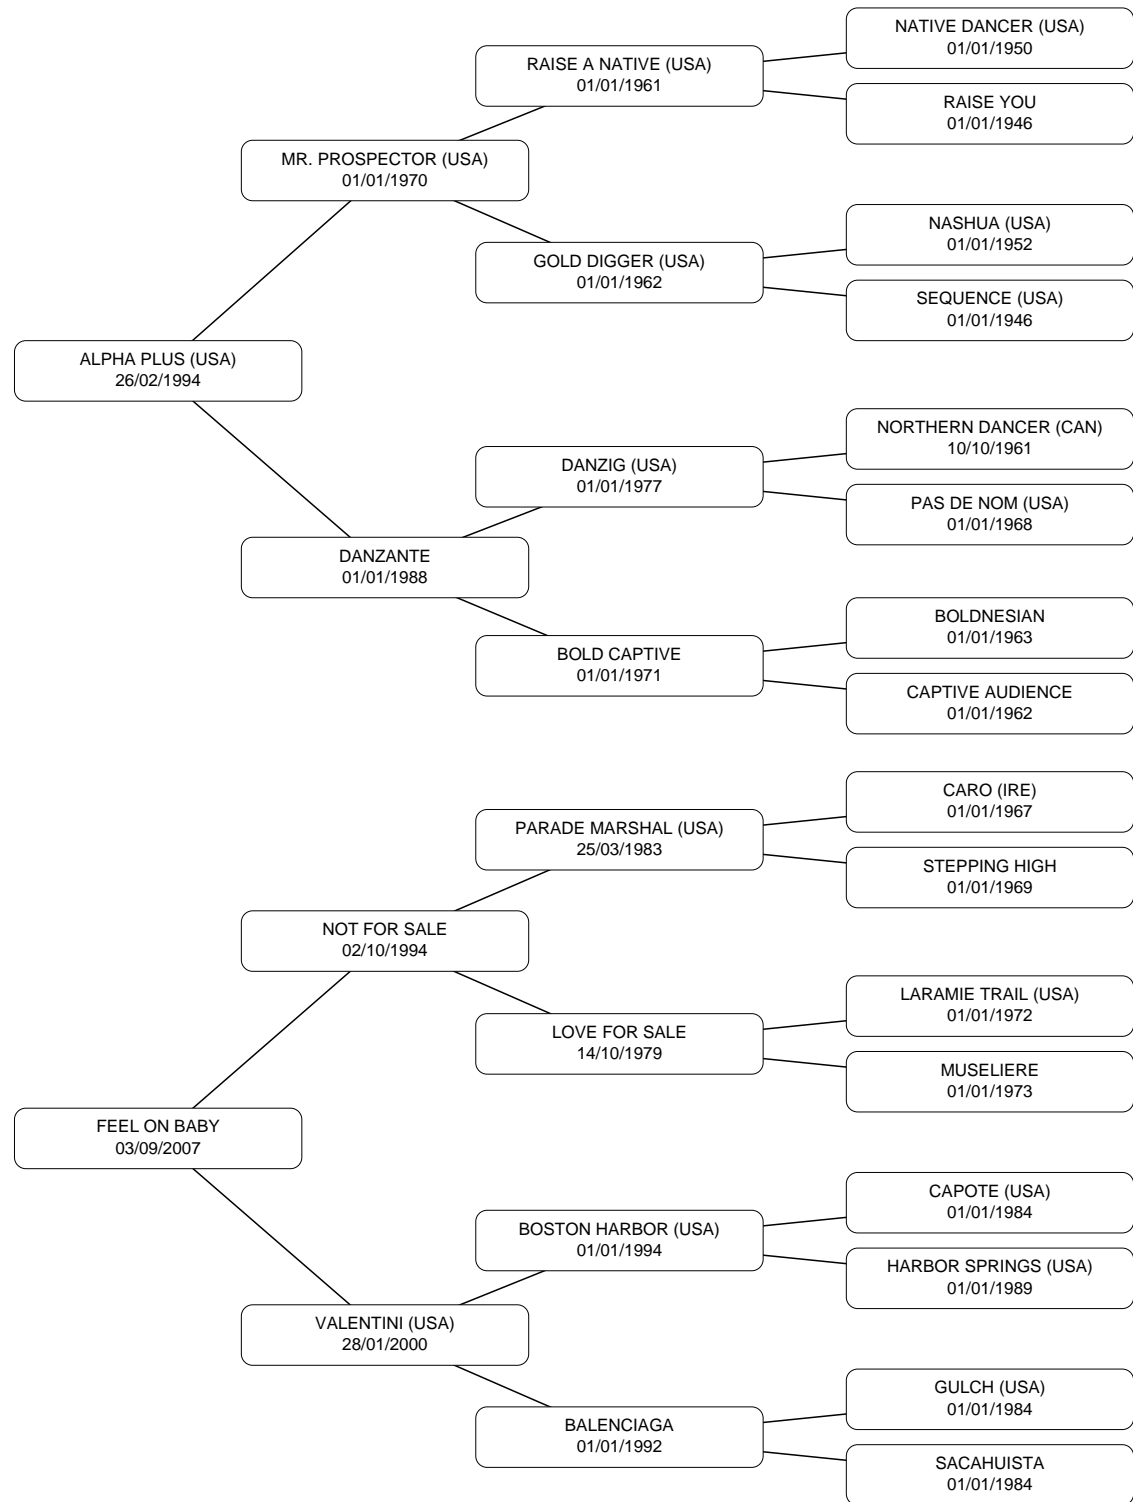 NATIVE DANCER (USA)
01/01/1950
RAISE A NATIVE (USA)
01/01/1961
RAISE YOU
01/01/1946
MR. PROSPECTOR (USA)
01/01/1970
NASHUA (USA)
01/01/1952
GOLD DIGGER (USA)
01/01/1962
SEQUENCE (USA)
01/01/1946
ALPHA PLUS (USA)
26/02/1994
NORTHERN DANCER (CAN)
10/10/1961
DANZIG (USA)
01/01/1977
PAS DE NOM (USA)
01/01/1968
DANZANTE
01/01/1988
BOLDNESIAN
01/01/1963
BOLD CAPTIVE
01/01/1971
CAPTIVE AUDIENCE
01/01/1962
CARO (IRE)
01/01/1967
PARADE MARSHAL (USA)
25/03/1983
STEPPING HIGH
01/01/1969
NOT FOR SALE
02/10/1994
LARAMIE TRAIL (USA)
01/01/1972
LOVE FOR SALE
14/10/1979
MUSELIERE
01/01/1973
FEEL ON BABY
03/09/2007
CAPOTE (USA)
01/01/1984
BOSTON HARBOR (USA)
01/01/1994
HARBOR SPRINGS (USA)
01/01/1989
VALENTINI (USA)
28/01/2000
GULCH (USA)
01/01/1984
BALENCIAGA
01/01/1992
SACAHUISTA
01/01/1984